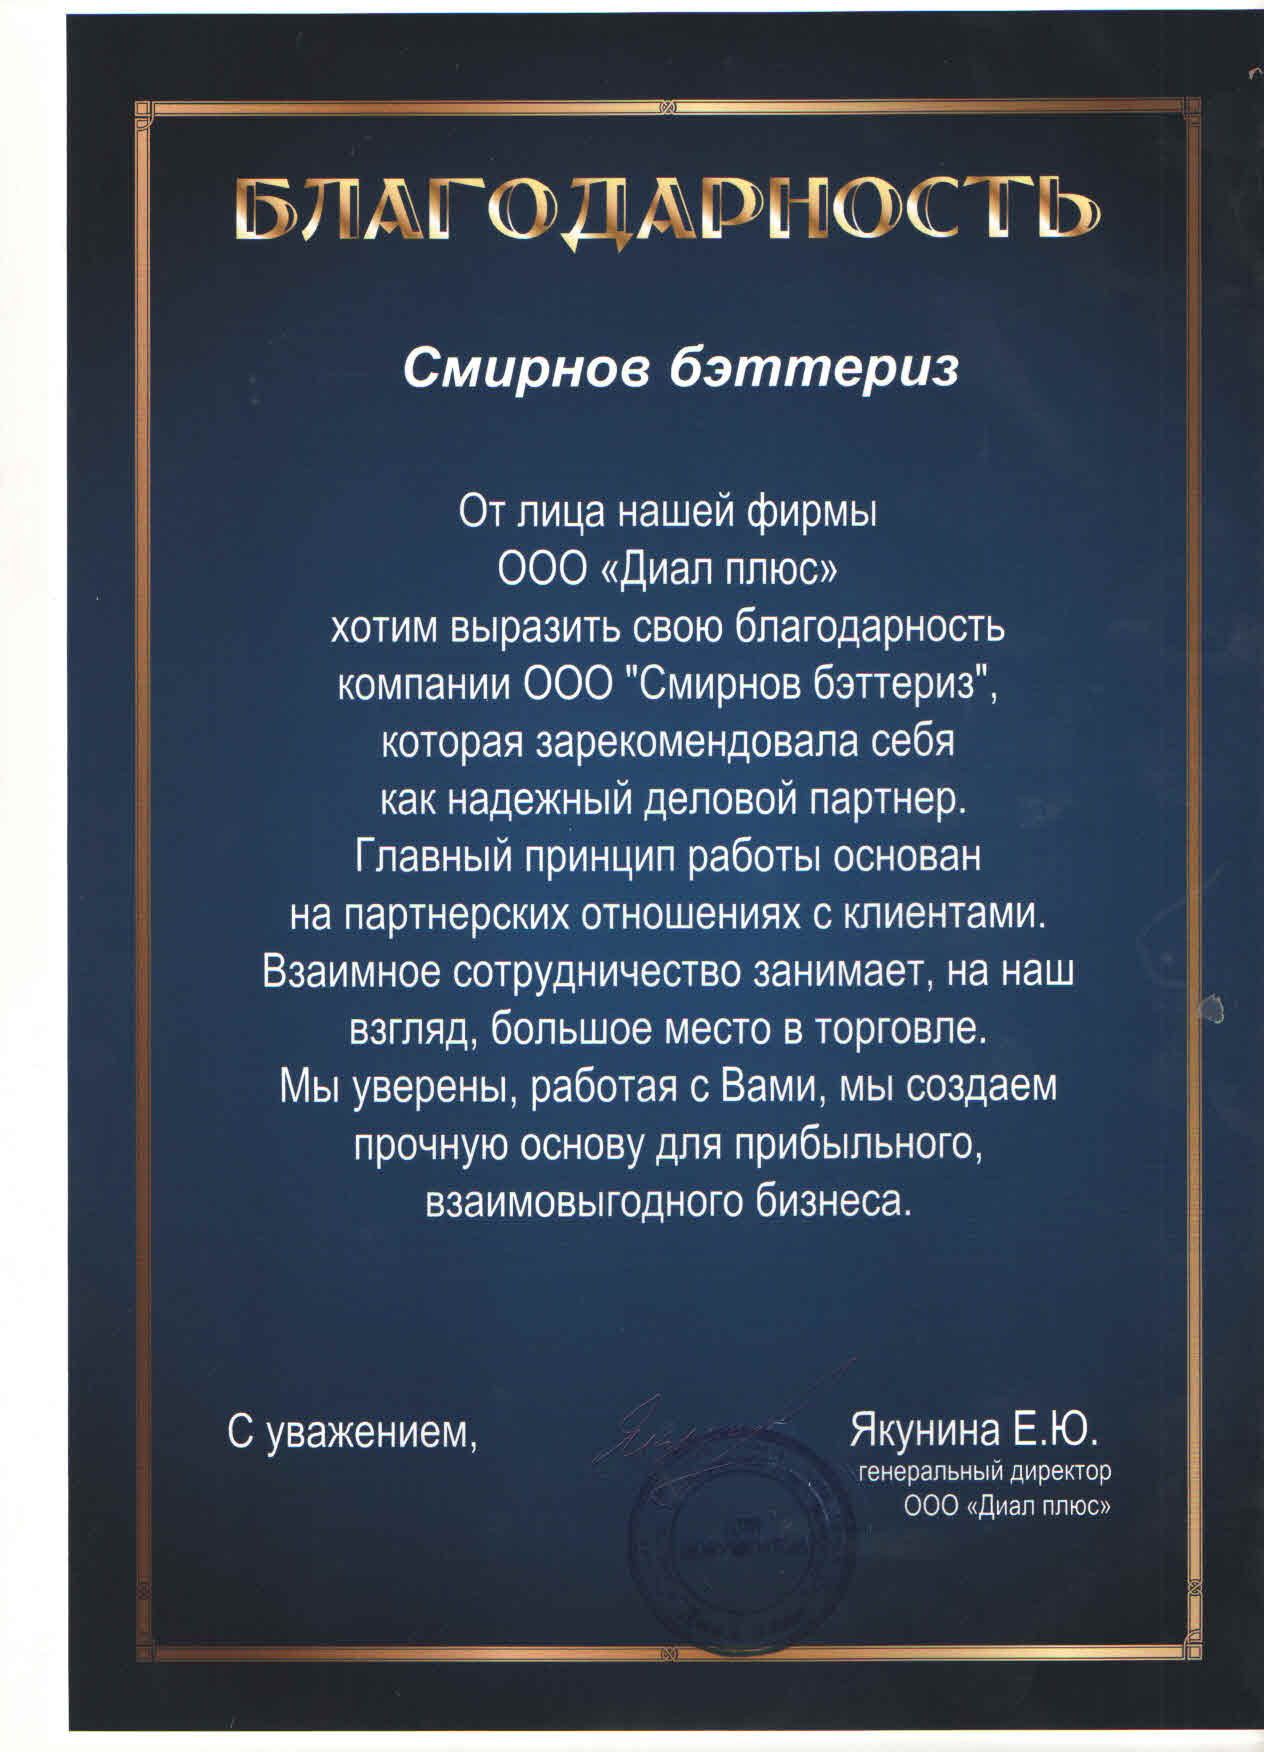 БЛАГОДАРНОСТЬ
Смирнов бэттериз
От лица нашей фирмы
ООО «Диал плюс»
хотим выразить свою благодарность
компании ООО "Смирнов бэттериз",
которая зарекомендовала себя
как надежный деловой партнер.
Главный принцип работы основан
на партнерских отношениях с клиентами.
Взаимное сотрудничество занимает, на наш
взгляд, большое место в торговле.
Мы уверены, работая с Вами, мы создаем
прочную основу для прибыльного,
взаимовыгодного бизнеса.
С уважением,
Якунина Е.Ю.
генеральный директор
ООО «Диал плюс»